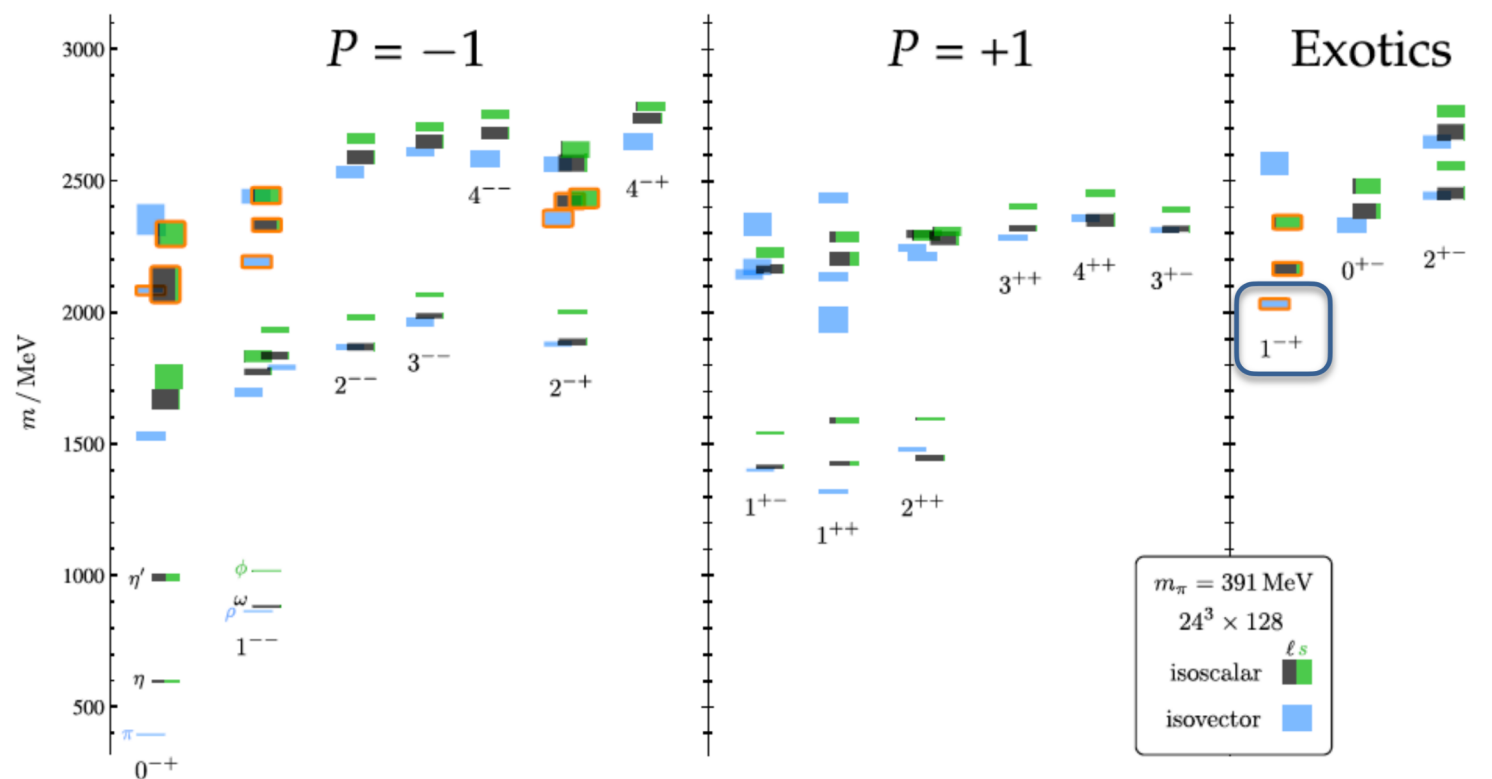 P = −1
P = +1
Exotics
3000
2500
2000
1500
1000
500
m / MeV
4⁻⁻
4⁻⁺
2⁻⁻
3⁻⁻
2⁻⁺
3⁺⁺
4⁺⁺
3⁺⁻
0⁺⁻
2⁺⁻
1⁻⁺
1⁺⁻
1⁺⁺
2⁺⁺
η′
ϕ
ω
ρ
1⁻⁻
η
π
0⁻⁺
mπ = 391 MeV
24³ × 128
ℓ s
isoscalar
isovector